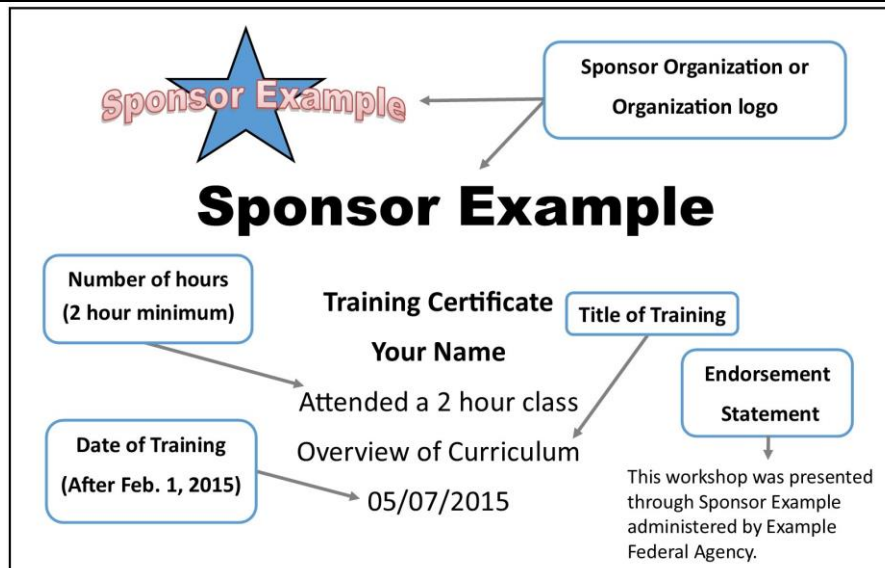 Sponsor Example
Sponsor Organization or
Organization logo
Sponsor Example
Number of hours
(2 hour minimum)
Training Certificate
Title of Training
Your Name
Endorsement
Statement
Attended a 2 hour class
Date of Training
(After Feb. 1, 2015)
Overview of Curriculum
05/07/2015
This workshop was presented
through Sponsor Example
administered by Example
Federal Agency.